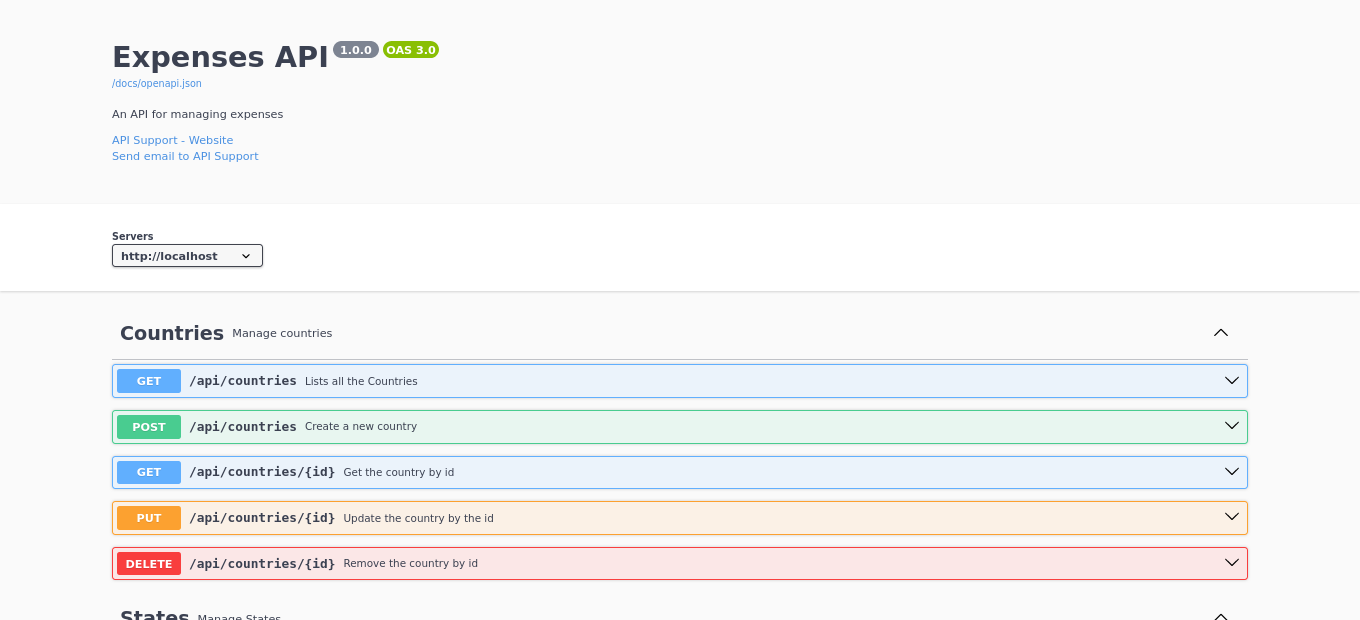 Expenses API 1.0.0 OAS 3.0
/docs/openapi.json
An API for managing expenses
API Support - Website
Send email to API Support
Servers
http://localhost
Countries Manage countries
GET /api/countries Lists all the Countries
POST /api/countries Create a new country
GET /api/countries/{id} Get the country by id
PUT /api/countries/{id} Update the country by the id
DELETE /api/countries/{id} Remove the country by id
States Manage States